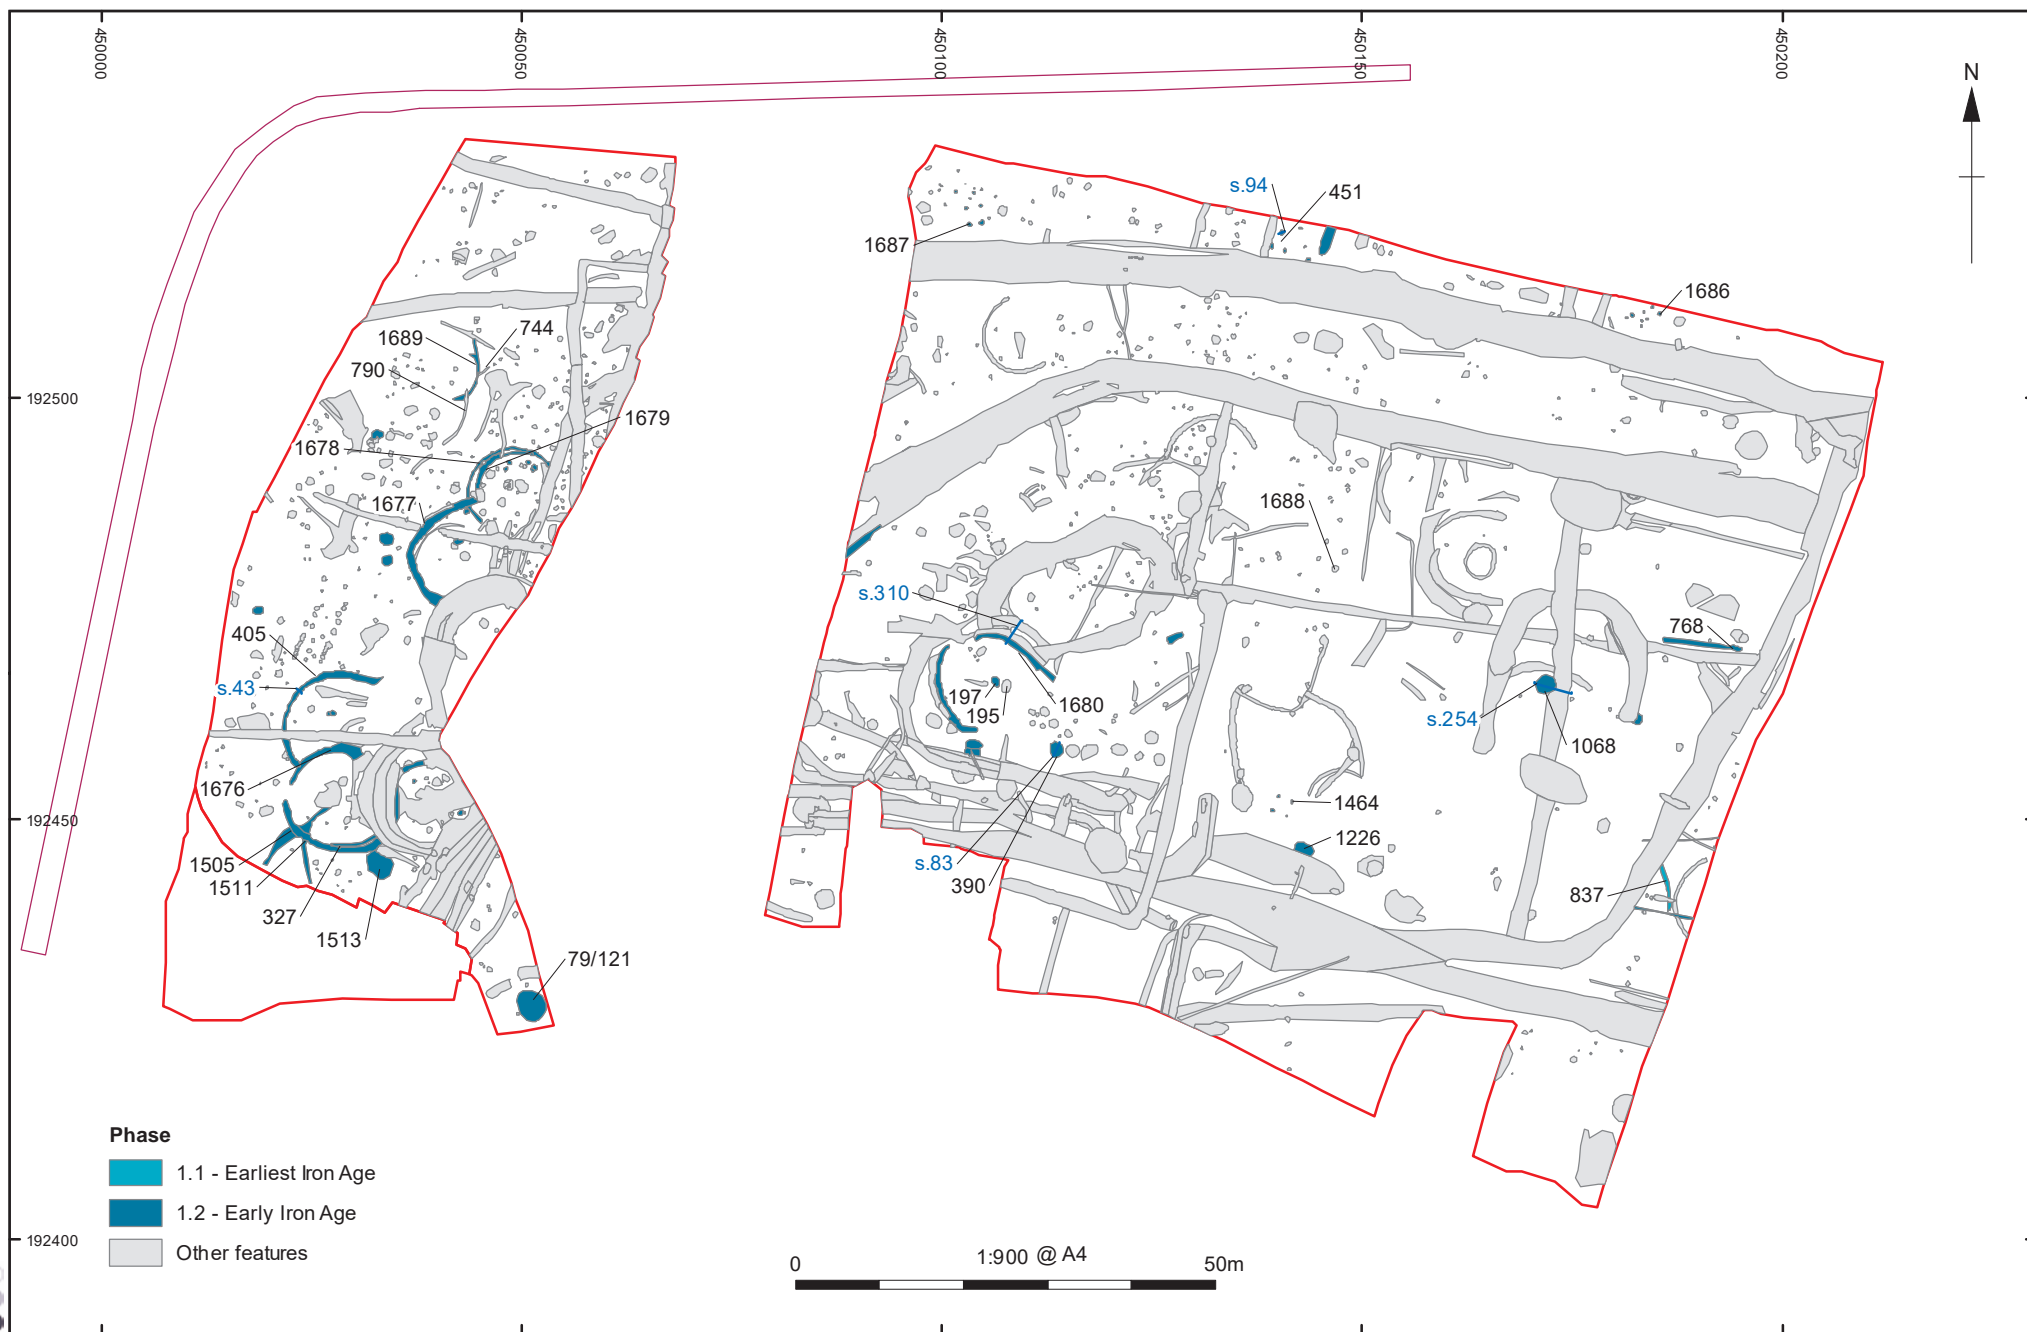 450000
450050
450100
450150
450200
N
s.94
451
1687
1686
744
1689
790
192500
1679
1678
1677
1688
s.310
405
768
s.43
197
195
1680
s.254
1068
1676
1464
192450
1226
1505
s.83
1511
390
837
327
1513
79/121
Phase
1.1 - Earliest Iron Age
1.2 - Early Iron Age
Other features
192400
1:900 @ A4
0
50m